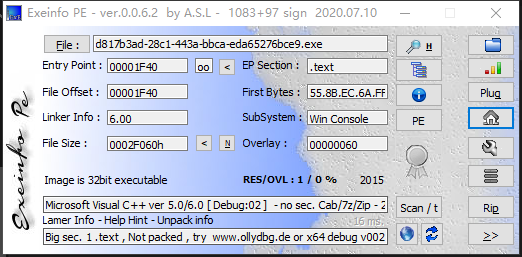 Exeinfo PE - ver.0.0.6.2 by A.S.L - 1083+97 sign 2020.07.10
Exeinfo Pe
File : d817b3ad-28c1-443a-bbca-eda65276bce9.exe H
Entry Point : 00001F40 oo < EP Section : .text
File Offset : 00001F40 First Bytes : 55.8B.EC.6A.FF Plug
Linker Info : 6.00 SubSystem : Win Console PE
File Size : 0002F060h < N Overlay : 00000060
Image is 32bit executable RES/OVL : 1 / 0 % 2015
Microsoft Visual C++ ver 5.0/6.0 [ Debug:02 ] - no sec. Cab/7z/Zip - 2 Scan / t Rip
Lamer Info - Help Hint - Unpack info 16 ms.
Big sec. 1 .text , Not packed , try www.ollydbg.de or x64 debug v002 >>